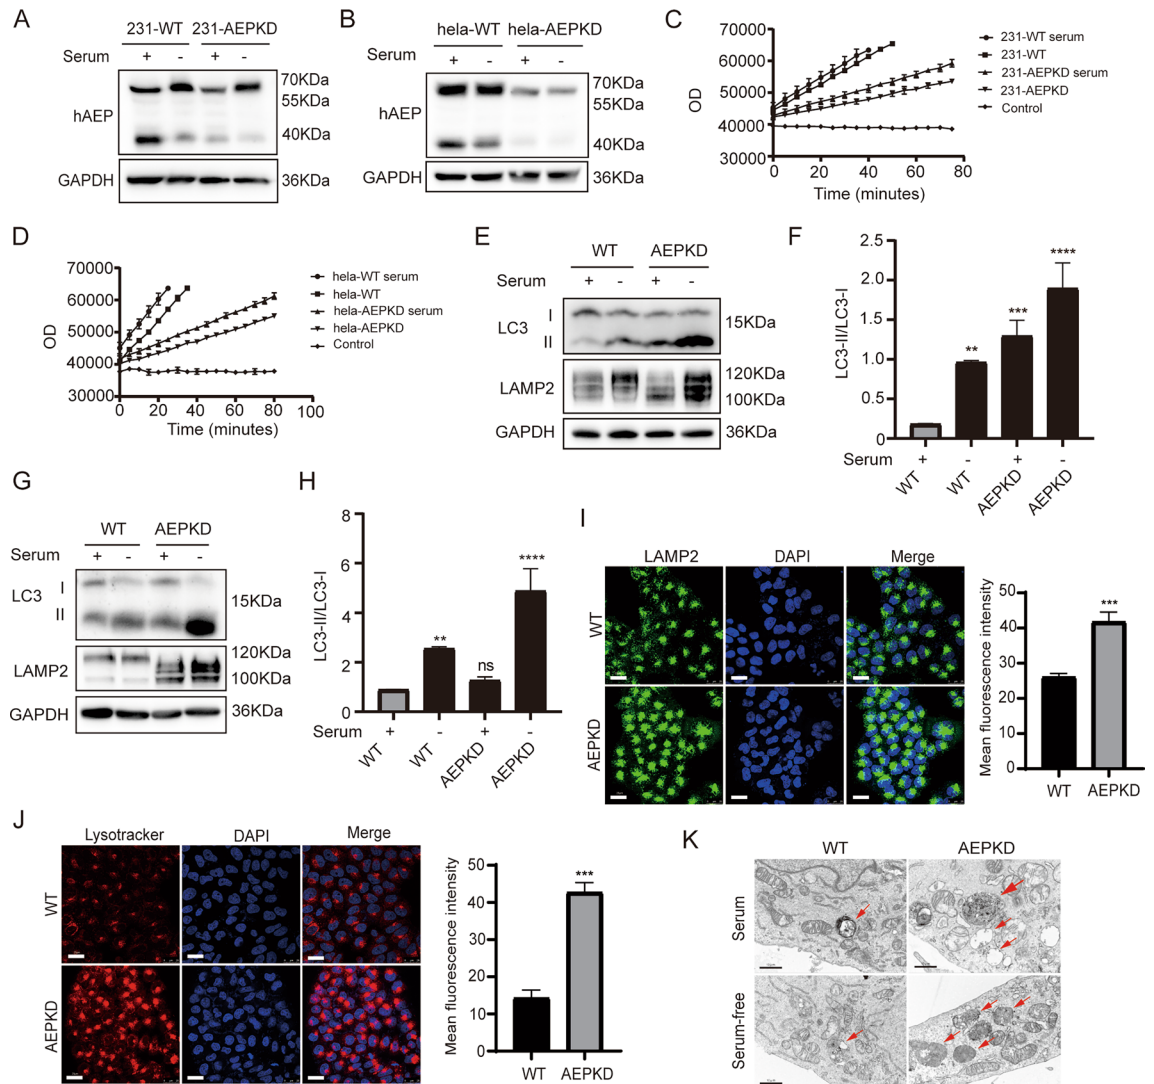 A
231-WT 231-AEPKD
Serum + - + -
hAEP
70KDa
55KDa
40KDa
GAPDH 36KDa
B
hela-WT hela-AEPKD
Serum + - + -
hAEP
70KDa
55KDa
40KDa
GAPDH 36KDa
C
OD
70000
60000
50000
40000
30000
0 20 40 60 80
Time (minutes)
231-WT serum
231-WT
231-AEPKD serum
231-AEPKD
Control
D
OD
70000
60000
50000
40000
30000
0 20 40 60 80 100
Time (minutes)
hela-WT serum
hela-WT
hela-AEPKD serum
hela-AEPKD
Control
E
WT AEPKD
Serum + - + -
LC3 I
II
15KDa
LAMP2
120KDa
100KDa
GAPDH 36KDa
F
LC3-II/LC3-I
2.5
2.0
1.5
1.0
0.5
0
** *** ****
Serum + - + -
WT WT AEPKD AEPKD
G
WT AEPKD
Serum + - + -
LC3 I
II
15KDa
LAMP2
120KDa
100KDa
GAPDH 36KDa
H
LC3-II/LC3-I
8
6
4
2
0
** ns ****
Serum + - + -
WT WT AEPKD AEPKD
I
LAMP2 DAPI Merge
WT
AEPKD
Mean fluorescence intensity
50
40
30
20
10
0
***
WT AEPKD
J
Lysotracker DAPI Merge
WT
AEPKD
Mean fluorescence intensity
50
40
30
20
10
0
***
WT AEPKD
K
WT AEPKD
Serum
Serum-free